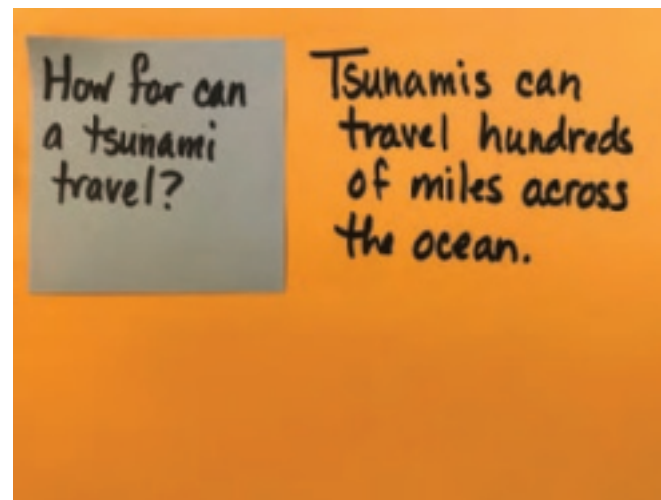 How far can
a tsunami
travel?
Tsunamis can
travel hundreds
of miles across
the ocean.